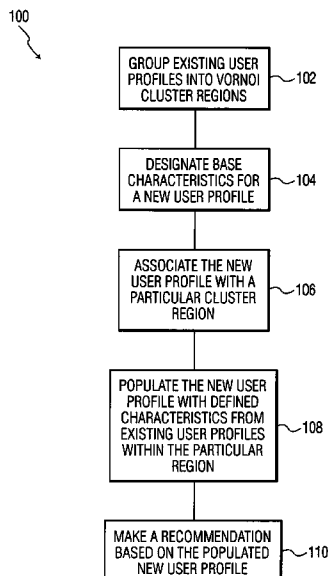 100
GROUP EXISTING USER
PROFILES INTO VORNOI
CLUSTER REGIONS
102
DESIGNATE BASE
CHARACTERISTICS FOR
A NEW USER PROFILE
104
ASSOCIATE THE NEW
USER PROFILE WITH A
PARTICULAR CLUSTER
REGION
106
POPULATE THE NEW USER
PROFILE WITH DEFINED
CHARACTERISTICS FROM
EXISTING USER PROFILES
WITHIN THE PARTICULAR
REGION
108
MAKE A RECOMMENDATION
BASED ON THE POPULATED
NEW USER PROFILE
110